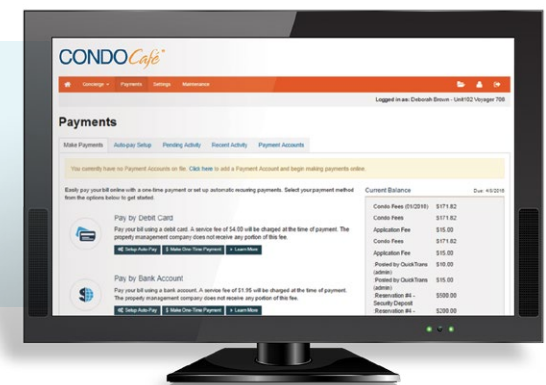 CONDOCafé
Concierge Payments Settings Maintenance
Logged in as: Deborah Brown - Unit102 Voyager 700
Payments
Make Payments Auto-pay Setup Pending Activity Recent Activity Payment Accounts
You currently have no Payment Accounts on file. Click here to add a Payment Account and begin making payments online.
Easily pay your bill online with a one-time payment or set up automatic recurring payments. Select your payment method
from the options below to get started.
Pay by Debit Card
Pay your bill using a debit card. A service fee of $4.00 will be charged at the time of payment. The
property management company does not receive any portion of this fee.
Setup Auto-Pay $ Make One-Time Payment Learn More
Pay by Bank Account
Pay your bill using a bank account. A service fee of $1.95 will be charged at the time of payment.
The property management company does not receive any portion of this fee.
Setup Auto-Pay $ Make One-Time Payment Learn More
Current Balance Due:
Condo Fees (01/2016) $171.82
Condo Fees $171.82
Application Fee $15.00
Condo Fees $171.82
Application Fee $15.00
Posted by QuickTrans $10.00
(admin)
Posted by QuickTrans $15.00
(admin)
Reservation #4 - $500.00
Security Deposit
Reservation #4 - $200.00